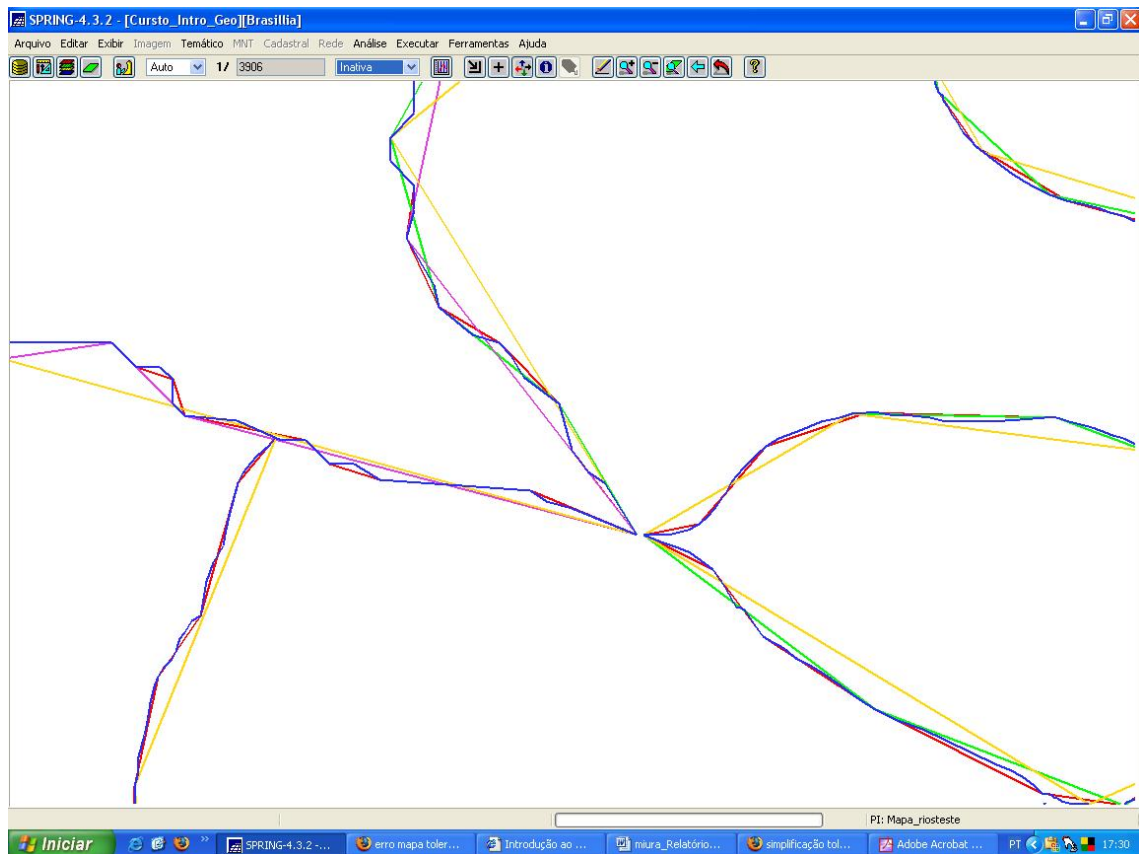 SPRING-4.3.2 - [Cursto_Intro_Geo][Brasillia]
Arquivo Editar Exibir Imagem Temático MNT Cadastral Rede Análise Executar Ferramentas Ajuda
Auto 1/ 3906 Inativa
PI: Mapa_riosteste
Iniciar SPRING-4.3.2 -... erro mapa toler... Introdução ao ... miura_Relatório... simplificação tol... Adobe Acrobat ... PT 17:30